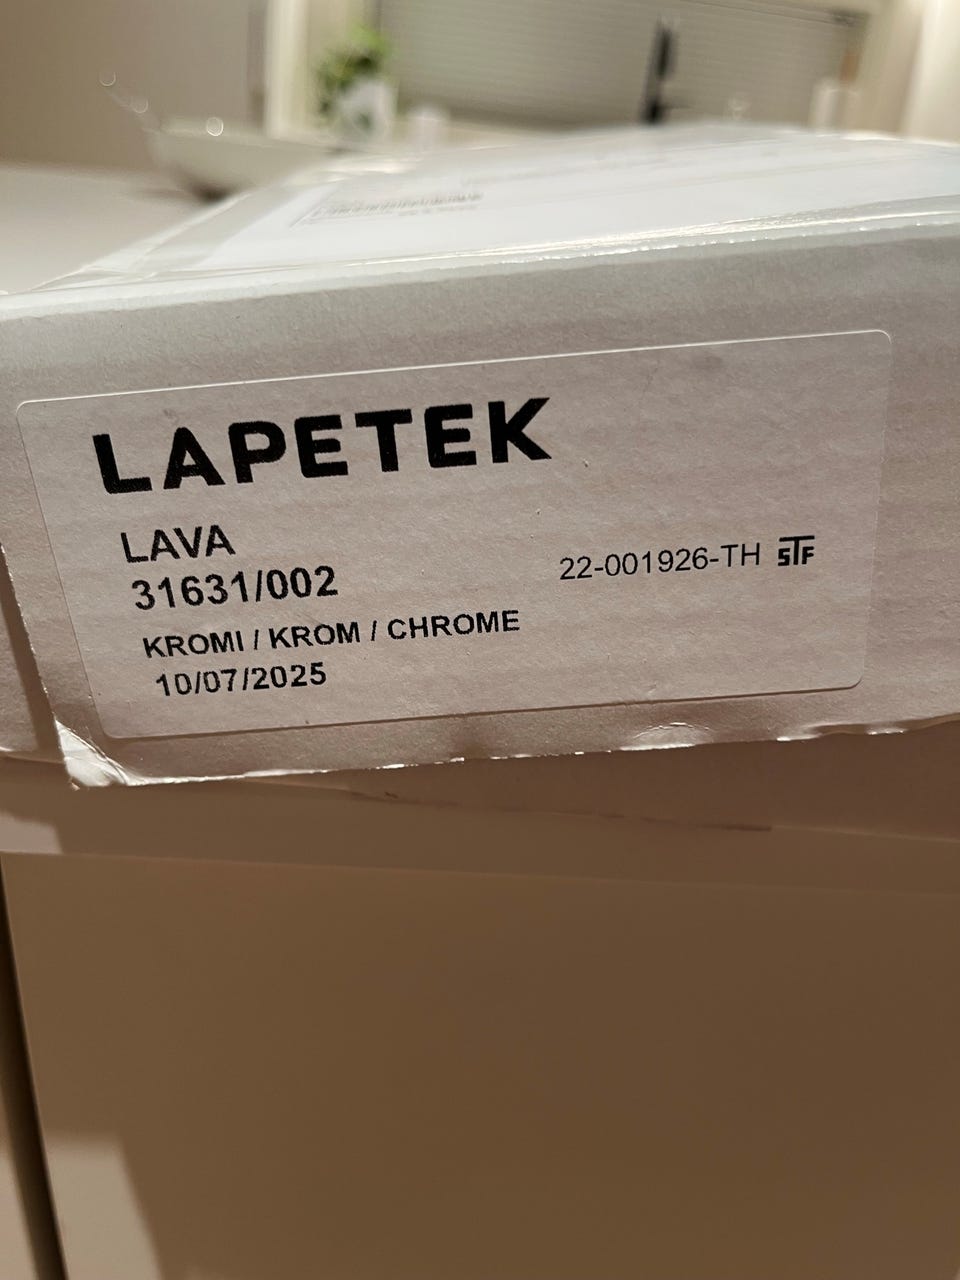 LAPETEK
LAVA
31631/002
22-001926-TH STF
KROMI / KROM / CHROME
10/07/2025